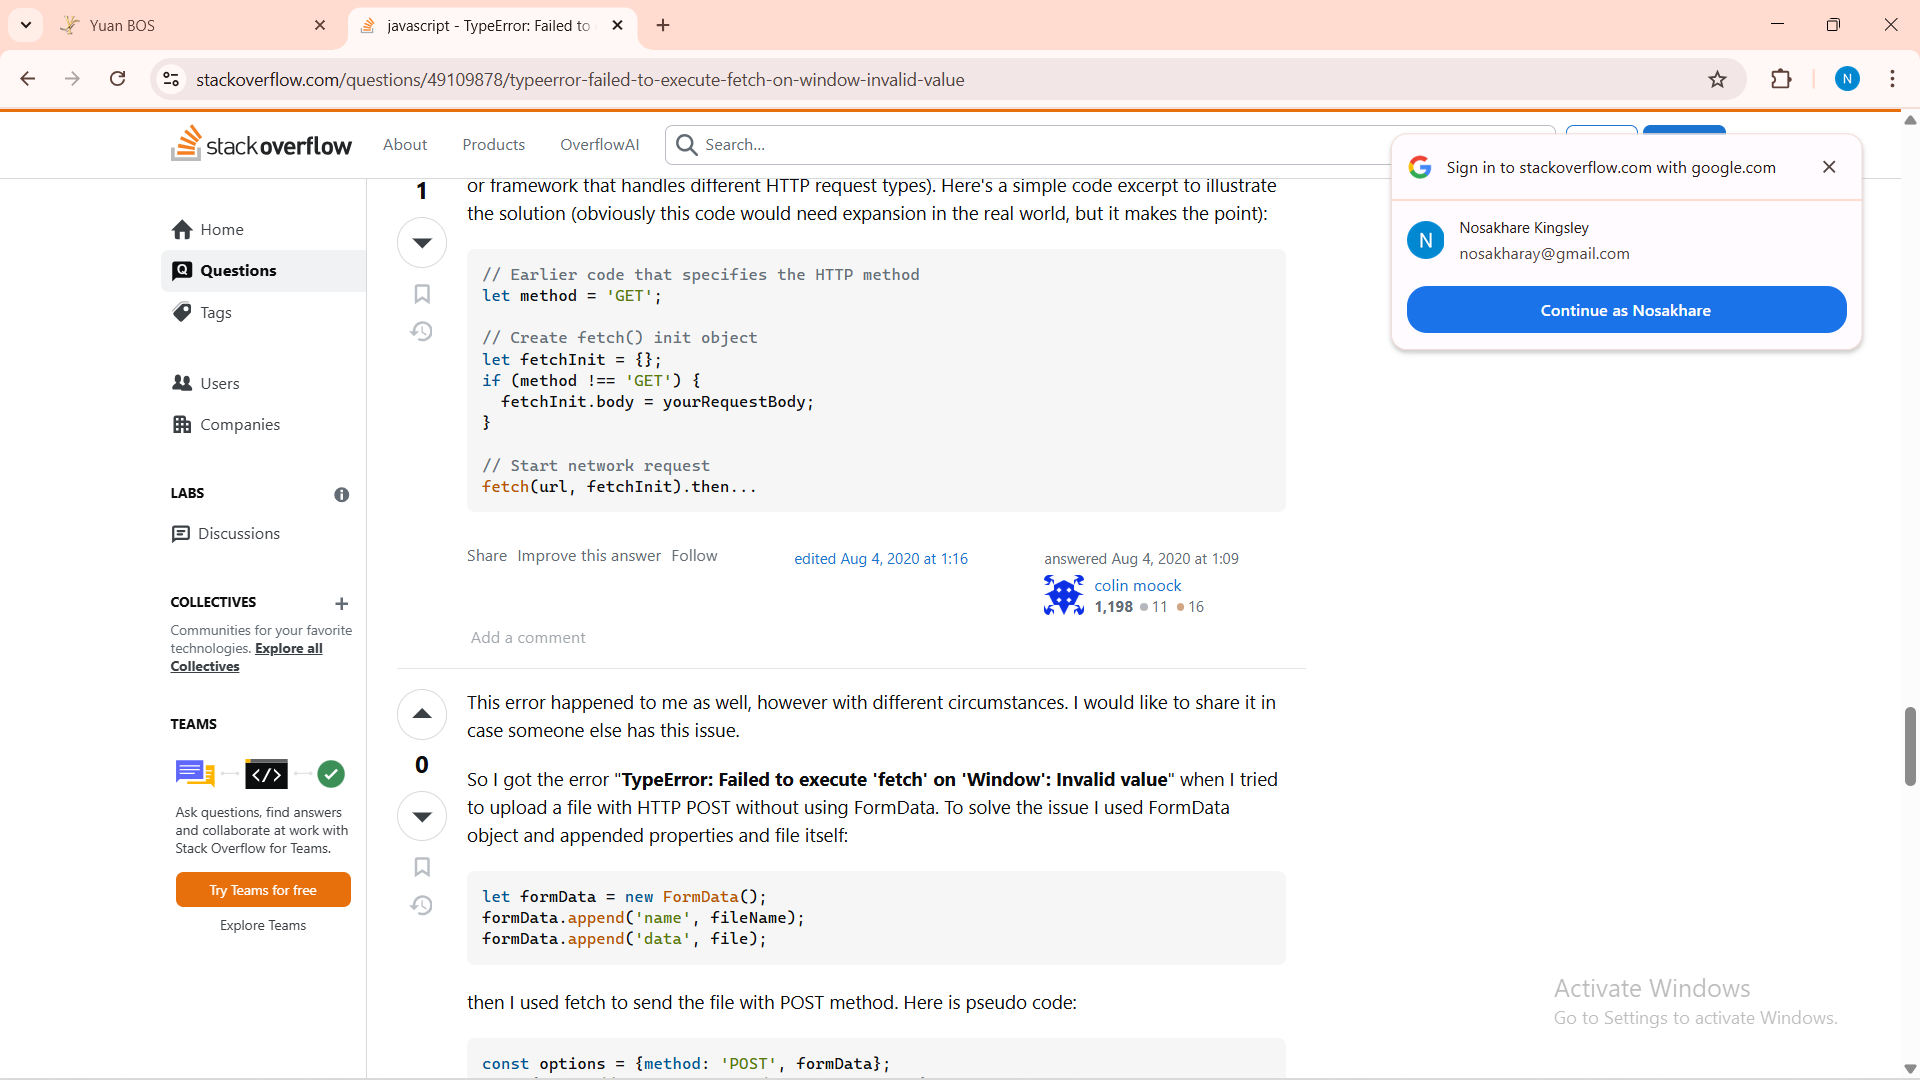 Yuan BOS
javascript - TypeError: Failed to
stackoverflow.com/questions/49109878/typeerror-failed-to-execute-fetch-on-window-invalid-value
N
stackoverflow
About
Products
OverflowAI
Search...
Sign in to stackoverflow.com with google.com
N
Nosakhare Kingsley
nosakharay@gmail.com
Continue as Nosakhare
Home
Questions
Tags
Users
Companies
LABS
Discussions
COLLECTIVES
Communities for your favorite
technologies. Explore all
Collectives
TEAMS
Ask questions, find answers
and collaborate at work with
Stack Overflow for Teams.
Try Teams for free
Explore Teams
1
or framework that handles different HTTP request types). Here's a simple code excerpt to illustrate
the solution (obviously this code would need expansion in the real world, but it makes the point):
// Earlier code that specifies the HTTP method
let method = 'GET';
// Create fetch() init object
let fetchInit = {};
if (method !== 'GET') {
fetchInit.body = yourRequestBody;
}
// Start network request
fetch(url, fetchInit).then...
Share Improve this answer Follow
edited Aug 4, 2020 at 1:16
answered Aug 4, 2020 at 1:09
colin moock
1,198 11 16
Add a comment
This error happened to me as well, however with different circumstances. I would like to share it in
case someone else has this issue.
0
So I got the error "TypeError: Failed to execute 'fetch' on 'Window': Invalid value" when I tried
to upload a file with HTTP POST without using FormData. To solve the issue I used FormData
object and appended properties and file itself:
let formData = new FormData();
formData.append('name', fileName);
formData.append('data', file);
then I used fetch to send the file with POST method. Here is pseudo code:
const options = {method: 'POST', formData};
Activate Windows
Go to Settings to activate Windows.